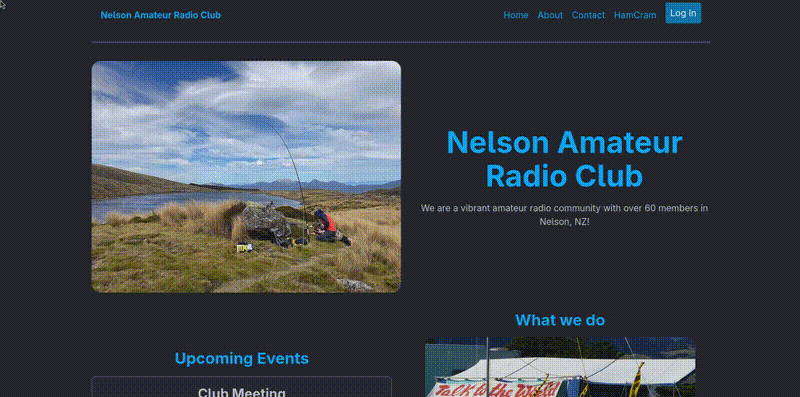 Nelson Amateur Radio Club
Home About Contact HamCram Log In
Nelson Amateur
Radio Club
We are a vibrant amateur radio community with over 60 members in
Nelson, NZ!
What we do
Upcoming Events
Talk to the World
Club Meeting